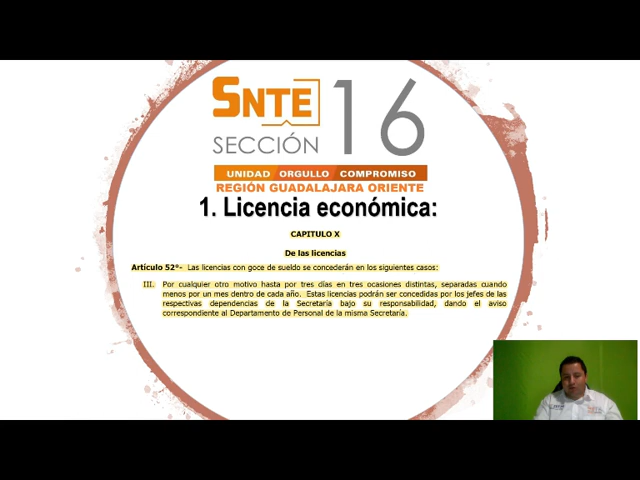 SNTE
SECCIÓN 16
UNIDAD ORGULLO COMPROMISO
REGIÓN GUADALAJARA ORIENTE
1. Licencia económica:
CAPITULO X
De las licencias
Artículo 52°- Las licencias con goce de sueldo se concederán en los siguientes casos:
III. Por cualquier otro motivo hasta por tres días en tres ocasiones distintas, separadas cuando
menos por un mes dentro de cada año. Estas licencias podrán ser concedidas por los jefes de las
respectivas dependencias de la Secretaría bajo su responsabilidad, dando el aviso
correspondiente al Departamento de Personal de la misma Secretaría.